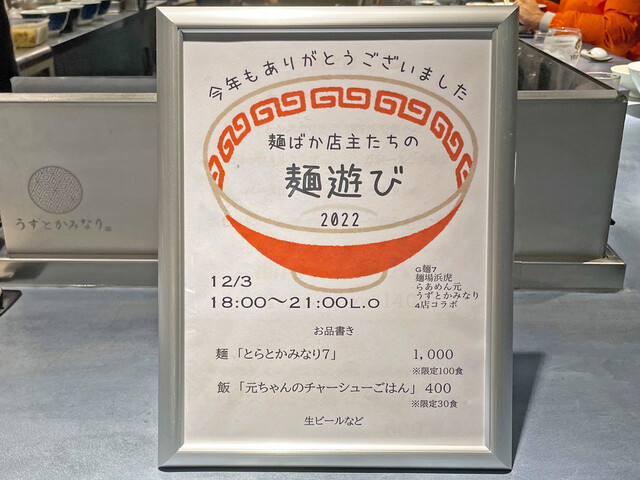 今年もありがとうございました
麺ばか店主たちの
麺遊び
2022
12/3
18:00〜21:00L.O
G麺7
麺場浜虎
らあめん元
うずとかみなり
4店コラボ
お品書き
麺「とらとかみなり7」 1,000
※限定100食
飯「元ちゃんのチャーシューごはん」 400
※限定30食
生ビールなど
うずとかみなり